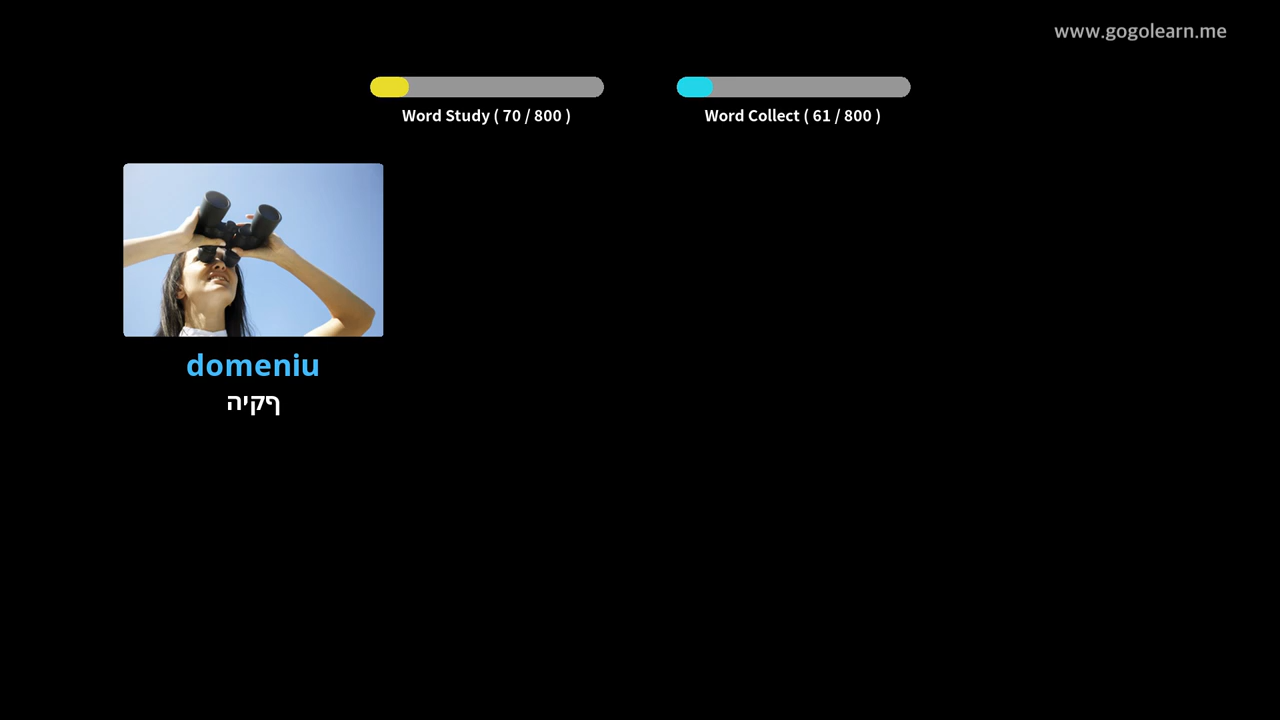 www.gogolearn.me
Word Study ( 70 / 800 )
Word Collect ( 61 / 800 )
domeniu
ףקיה